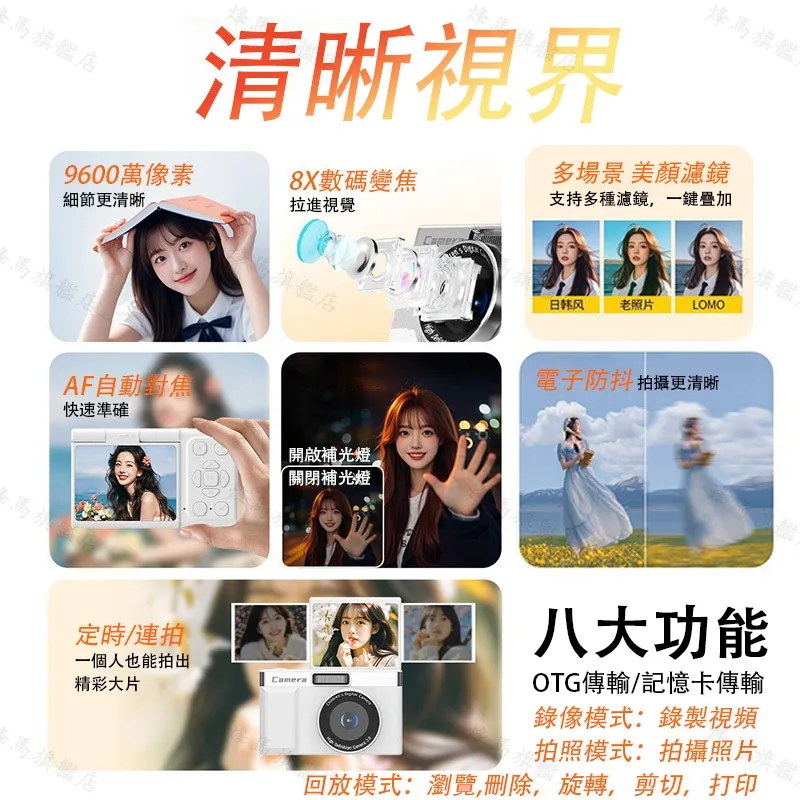 清晰視界
9600萬像素
細節更清晰
8X數碼變焦
拉進視覺
Camera
多場景 美顏濾鏡
支持多種濾鏡，一鍵疊加
日韩风
老照片
LOMO
AF自動對焦
快速準確
開啟補光燈
關閉補光燈
電子防抖 拍攝更清晰
定時/連拍
一個人也能拍出
精彩大片
Camera
八大功能
OTG傳輸/記憶卡傳輸
錄像模式：錄製視頻
拍照模式：拍攝照片
回放模式：瀏覽,刪除，旋轉，剪切，打印
烽馬旗艦店